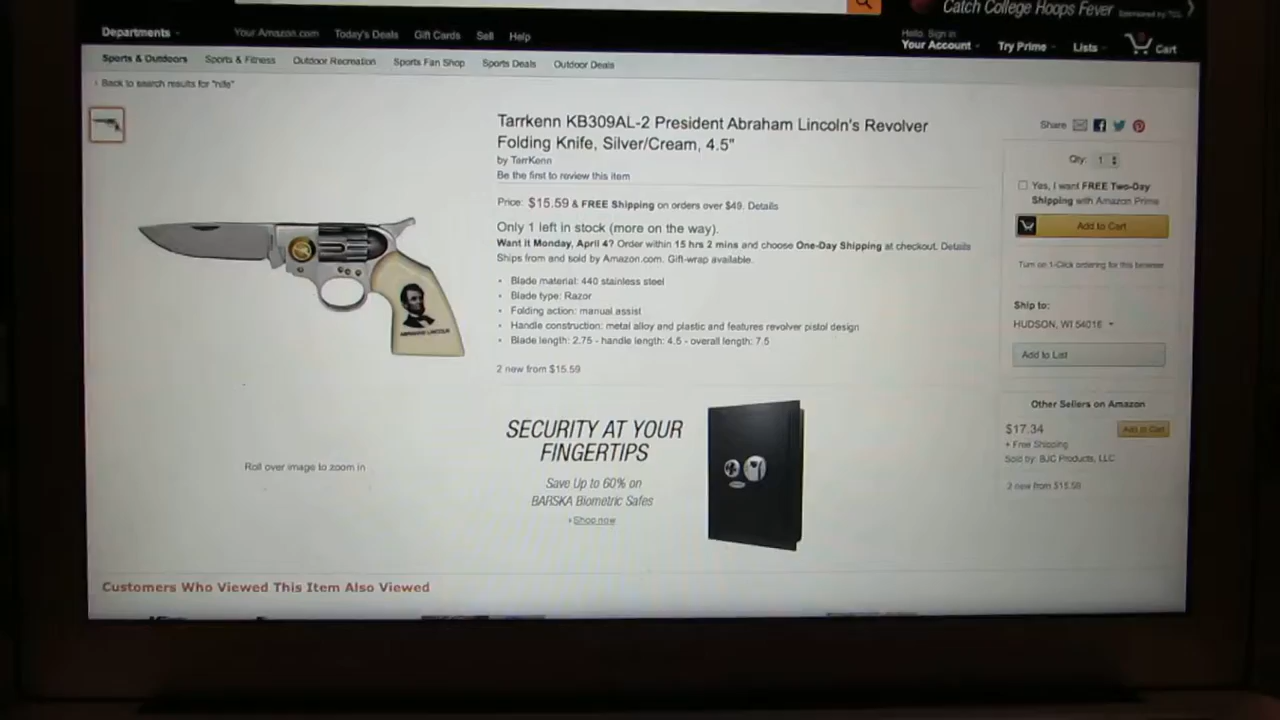 Catch College Hoops Fever Sponsored by TCL
Departments Your Amazon.com Today's Deals Gift Cards Sell Help
Hello. Sign in
Your Account Try Prime Lists 0 Cart
Sports & Outdoors Sports & Fitness Outdoor Recreation Sports Fan Shop Sports Deals Outdoor Deals
‹ Back to search results for "nife"
Tarrkenn KB309AL-2 President Abraham Lincoln's Revolver
Folding Knife, Silver/Cream, 4.5"
by TarrKenn
Be the first to review this item
Price: $15.59 & FREE Shipping on orders over $49. Details
Only 1 left in stock (more on the way).
Want it Monday, April 4? Order within 15 hrs 2 mins and choose One-Day Shipping at checkout. Details
Ships from and sold by Amazon.com. Gift-wrap available.
• Blade material: 440 stainless steel
• Blade type: Razor
• Folding action: manual assist
• Handle construction: metal alloy and plastic and features revolver pistol design
• Blade length: 2.75 - handle length: 4.5 - overall length: 7.5
2 new from $15.59
ABRAHAM LINCOLN
Roll over image to zoom in
SECURITY AT YOUR
FINGERTIPS
Save Up to 60% on
BARSKA Biometric Safes
› Shop now
Share
Qty: 1
Yes, I want FREE Two-Day
Shipping with Amazon Prime
Add to Cart
Turn on 1-Click ordering for this browser
Ship to:
HUDSON, WI 54016
Add to List
Other Sellers on Amazon
$17.34 Add to Cart
+ Free Shipping
Sold by: BJC Products, LLC
2 new from $15.59
Customers Who Viewed This Item Also Viewed